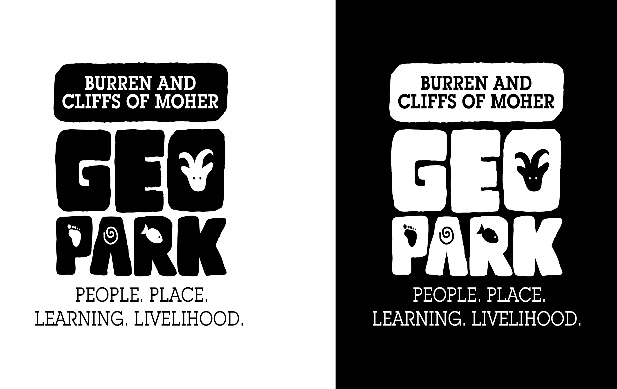 BURREN AND
CLIFFS OF MOHER
GEO
PARK
PEOPLE. PLACE.
LEARNING. LIVELIHOOD.
BURREN AND
CLIFFS OF MOHER
GEO
PARK
PEOPLE. PLACE.
LEARNING. LIVELIHOOD.